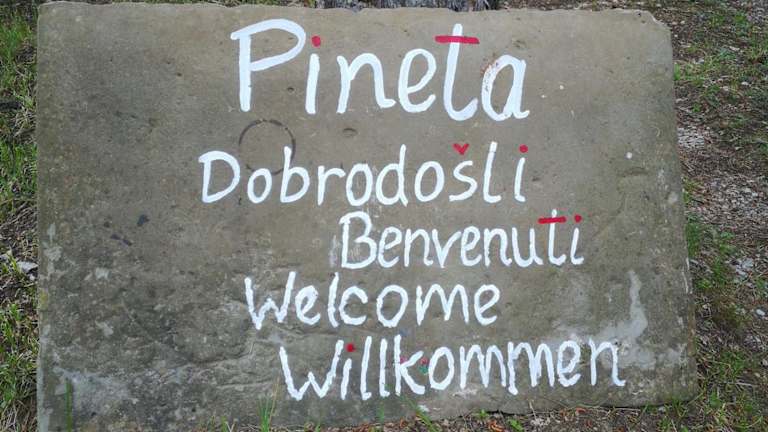 Pineta
Dobrodošli
Benvenuti
Welcome
Willkommen